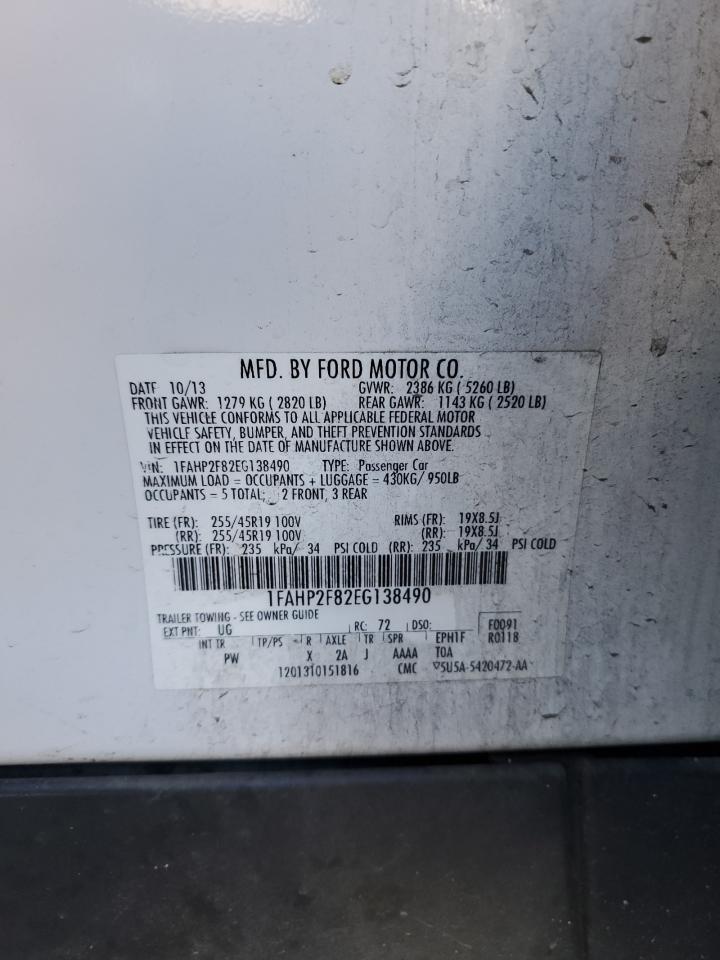 MFD. BY FORD MOTOR CO.
DATE 10/13 GVWR: 2386 KG ( 5260 LB)
FRONT GAWR: 1279 KG ( 2820 LB) REAR GAWR: 1143 KG ( 2520 LB)
THIS VEHICLE CONFORMS TO ALL APPLICABLE FEDERAL MOTOR
VEHICLE SAFETY, BUMPER, AND THEFT PREVENTION STANDARDS
IN EFFECT ON THE DATE OF MANUFACTURE SHOWN ABOVE.
VIN: 1FAHP2F82EG138490 TYPE: Passenger Car
MAXIMUM LOAD = OCCUPANTS + LUGGAGE = 430KG/ 950LB
OCCUPANTS = 5 TOTAL; 2 FRONT, 3 REAR
TIRE (FR): 255/45R19 100V RIMS (FR): 19X8.5J
(RR): 255/45R19 100V (RR): 19X8.5J
PRESSURE (FR): 235 kPa/ 34 PSI COLD (RR): 235 kPa/ 34 PSI COLD
1FAHP2F82EG138490
TRAILER TOWING - SEE OWNER GUIDE
EXT PNT: UG RC: 72 DSO: F0091
INT TR TP/PS R AXLE TR SPR EPH1F R0118
PW X 2A J AAAA TOA
1201310151816 CMC 5U5A-5420472-AA